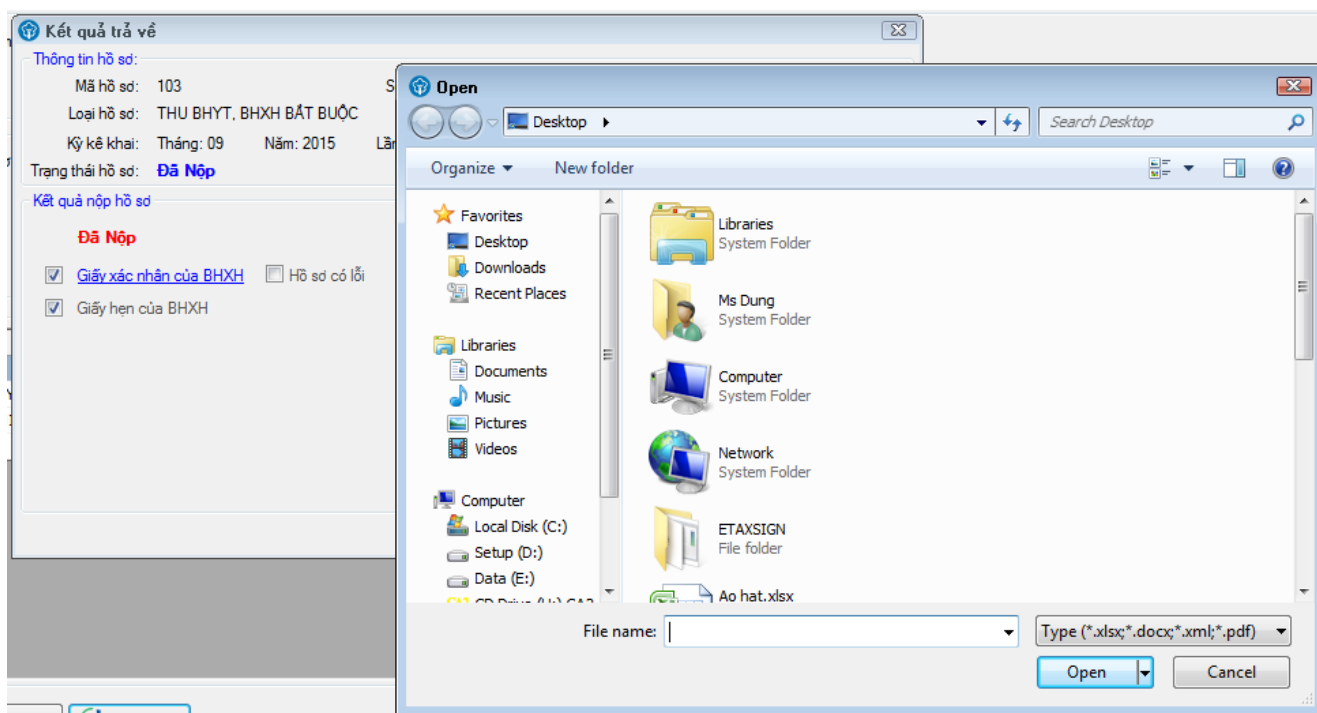 Kết quả trả về
Thông tin hồ sơ:
Mã hồ sơ: 103
Loại hồ sơ: THU BHYT, BHXH BẮT BUỘC
Kỳ kê khai: Tháng: 09 Năm: 2015
Trạng thái hồ sơ: Đã Nộp
Kết quả nộp hồ sơ
Đã Nộp
Giấy xác nhân của BHXH Hồ sơ có lỗi
Giấy hẹn của BHXH
Open
Desktop
Search Desktop
Organize New folder
Favorites
Desktop
Downloads
Recent Places
Libraries
Documents
Music
Pictures
Videos
Computer
Local Disk (C:)
Setup (D:)
Data (E:)
Libraries
System Folder
Ms Dung
System Folder
Computer
System Folder
Network
System Folder
ETAXSIGN
File folder
Ao hat.xlsx
File name: Type (*.xlsx;*.docx;*.xml;*.pdf)
Open Cancel